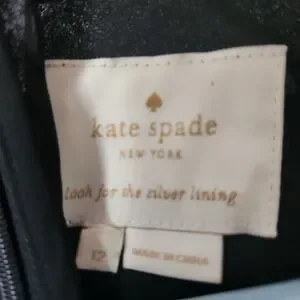 kate spade
NEW YORK
look for the silver lining
12
MADE IN CHINA